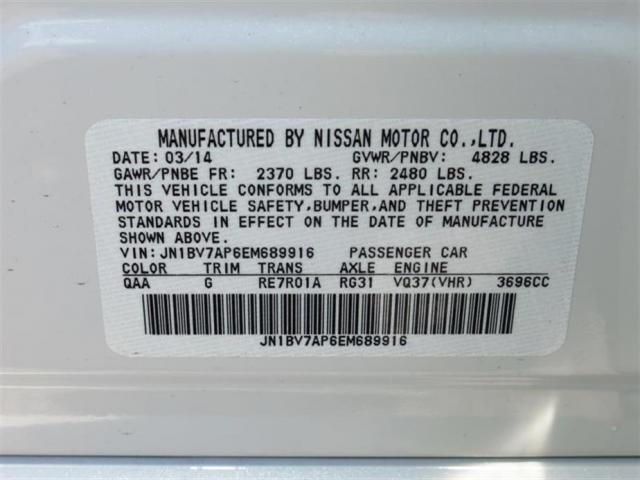 MANUFACTURED BY NISSAN MOTOR CO.,LTD.
DATE: 03/14 GVWR/PNBV: 4828 LBS.
GAWR/PNBE FR: 2370 LBS. RR: 2480 LBS.
THIS VEHICLE CONFORMS TO ALL APPLICABLE FEDERAL
MOTOR VEHICLE SAFETY,BUMPER,AND THEFT PREVENTION
STANDARDS IN EFFECT ON THE DATE OF MANUFACTURE
SHOWN ABOVE.
VIN:JN1BV7AP6EM689916 PASSENGER CAR
COLOR TRIM TRANS AXLE ENGINE
QAA G RE7R01A RG31 VQ37(VHR) 3696CC
JN1BV7AP6EM689916